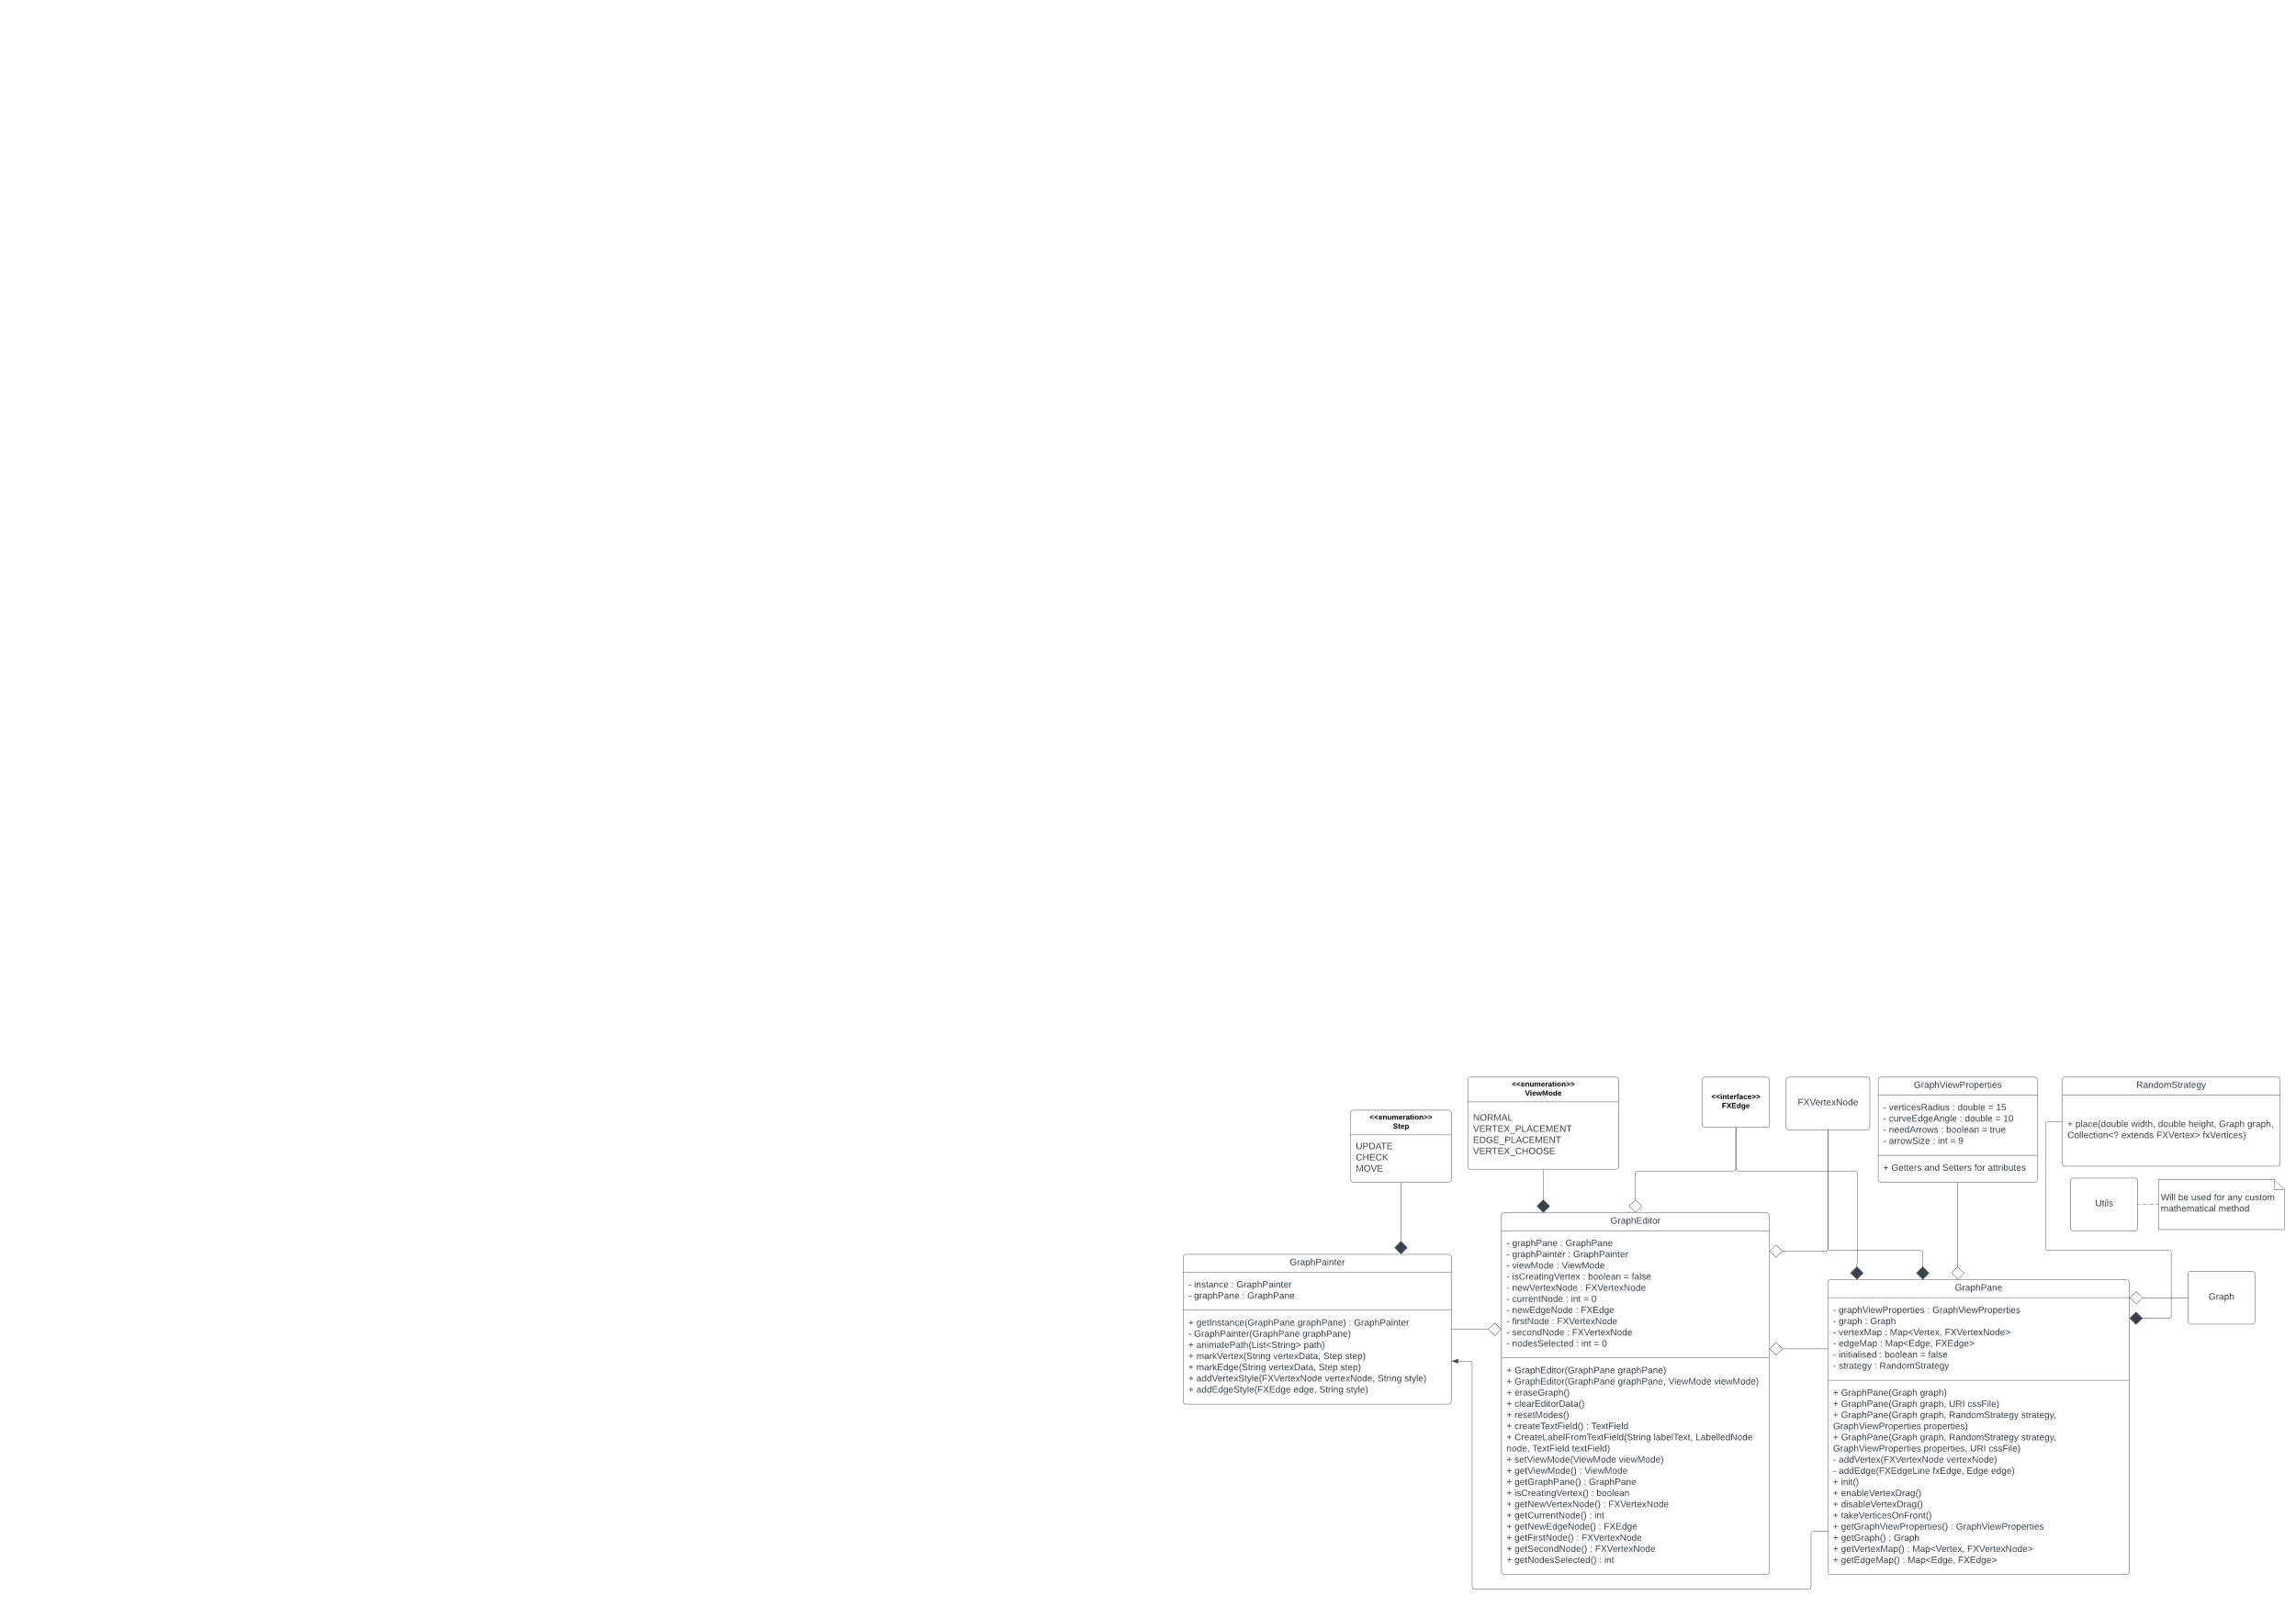 <<enumeration>>
Step
UPDATE
CHECK
MOVE
<<enumeration>>
ViewMode
NORMAL
VERTEX_PLACEMENT
EDGE_PLACEMENT
VERTEX_CHOOSE
<<interface>>
FXEdge
FXVertexNode
GraphViewProperties
- verticesRadius : double = 15
- curveEdgeAngle : double = 10
- needArrows : boolean = true
- arrowSize : int = 9
+ Getters and Setters for attributes
RandomStrategy
+ place(double width, double height, Graph graph,
Collection<? extends FXVertex> fxVertices)
Utils
Will be used for any custom
mathematical method
GraphPainter
- instance : GraphPainter
- graphPane : GraphPane
+ getInstance(GraphPane graphPane) : GraphPainter
- GraphPainter(GraphPane graphPane)
+ animatePath(List<String> path)
+ markVertex(String vertexData, Step step)
+ markEdge(String vertexData, Step step)
+ addVertexStyle(FXVertexNode vertexNode, String style)
+ addEdgeStyle(FXEdge edge, String style)
GraphEditor
- graphPane : GraphPane
- graphPainter : GraphPainter
- viewMode : ViewMode
- isCreatingVertex : boolean = false
- newVertexNode : FXVertexNode
- currentNode : int = 0
- newEdgeNode : FXEdge
- firstNode : FXVertexNode
- secondNode : FXVertexNode
- nodesSelected : int = 0
+ GraphEditor(GraphPane graphPane)
+ GraphEditor(GraphPane graphPane, ViewMode viewMode)
+ eraseGraph()
+ clearEditorData()
+ resetModes()
+ createTextField() : TextField
+ CreateLabelFromTextField(String labelText, LabelledNode
node, TextField textField)
+ setViewMode(ViewMode viewMode)
+ getViewMode() : ViewMode
+ getGraphPane() : GraphPane
+ isCreatingVertex() : boolean
+ getNewVertexNode() : FXVertexNode
+ getCurrentNode() : int
+ getNewEdgeNode() : FXEdge
+ getFirstNode() : FXVertexNode
+ getSecondNode() : FXVertexNode
+ getNodesSelected() : int
GraphPane
- graphViewProperties : GraphViewProperties
- graph : Graph
- vertexMap : Map<Vertex, FXVertexNode>
- edgeMap : Map<Edge, FXEdge>
- initialised : boolean = false
- strategy : RandomStrategy
+ GraphPane(Graph graph)
+ GraphPane(Graph graph, URI cssFile)
+ GraphPane(Graph graph, RandomStrategy strategy,
GraphViewProperties properties)
+ GraphPane(Graph graph, RandomStrategy strategy,
GraphViewProperties properties, URI cssFile)
- addVertex(FXVertexNode vertexNode)
- addEdge(FXEdgeLine fxEdge, Edge edge)
+ init()
+ enableVertexDrag()
+ disableVertexDrag()
+ takeVerticesOnFront()
+ getGraphViewProperties() : GraphViewProperties
+ getGraph() : Graph
+ getVertexMap() : Map<Vertex, FXVertexNode>
+ getEdgeMap() : Map<Edge, FXEdge>
Graph